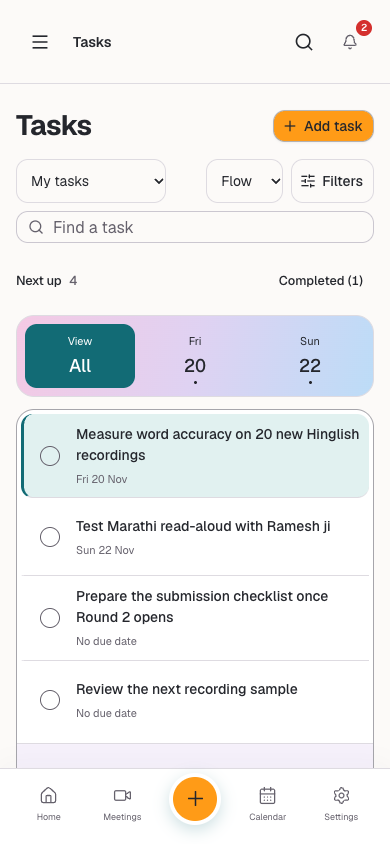 Tasks
2
Tasks
Add task
My tasks
Flow
Filters
Find a task
Next up 4
Completed (1)
View
All
Fri
20
Sun
22
Measure word accuracy on 20 new Hinglish
recordings
Fri 20 Nov
Test Marathi read-aloud with Ramesh ji
Sun 22 Nov
Prepare the submission checklist once
Round 2 opens
No due date
Review the next recording sample
No due date
Home
Meetings
Calendar
Settings